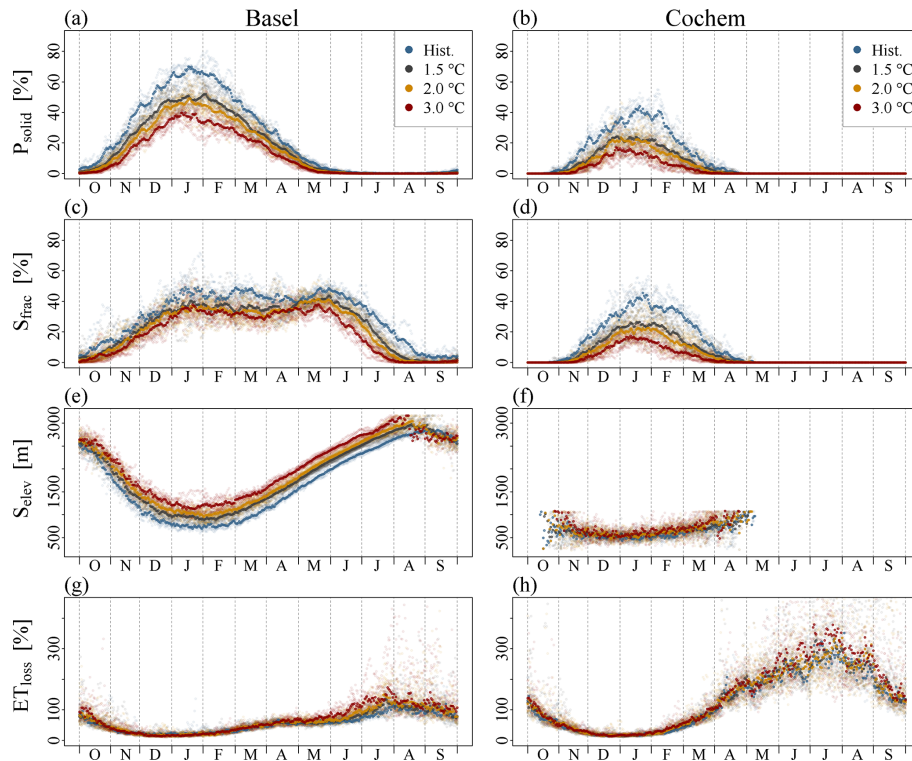 Basel
Cochem
(a)
(b)
P_solid [%]
80
60
40
20
0
Hist.
1.5 °C
2.0 °C
3.0 °C
O N D J F M A M J J A S
80
60
40
20
0
Hist.
1.5 °C
2.0 °C
3.0 °C
O N D J F M A M J J A S
(c)
(d)
S_frac [%]
80
60
40
20
0
O N D J F M A M J J A S
80
60
40
20
0
O N D J F M A M J J A S
(e)
(f)
S_elev [m]
3000
1500
500
O N D J F M A M J J A S
3000
1500
500
O N D J F M A M J J A S
(g)
(h)
ET_loss [%]
300
100
0
O N D J F M A M J J A S
300
100
0
O N D J F M A M J J A S